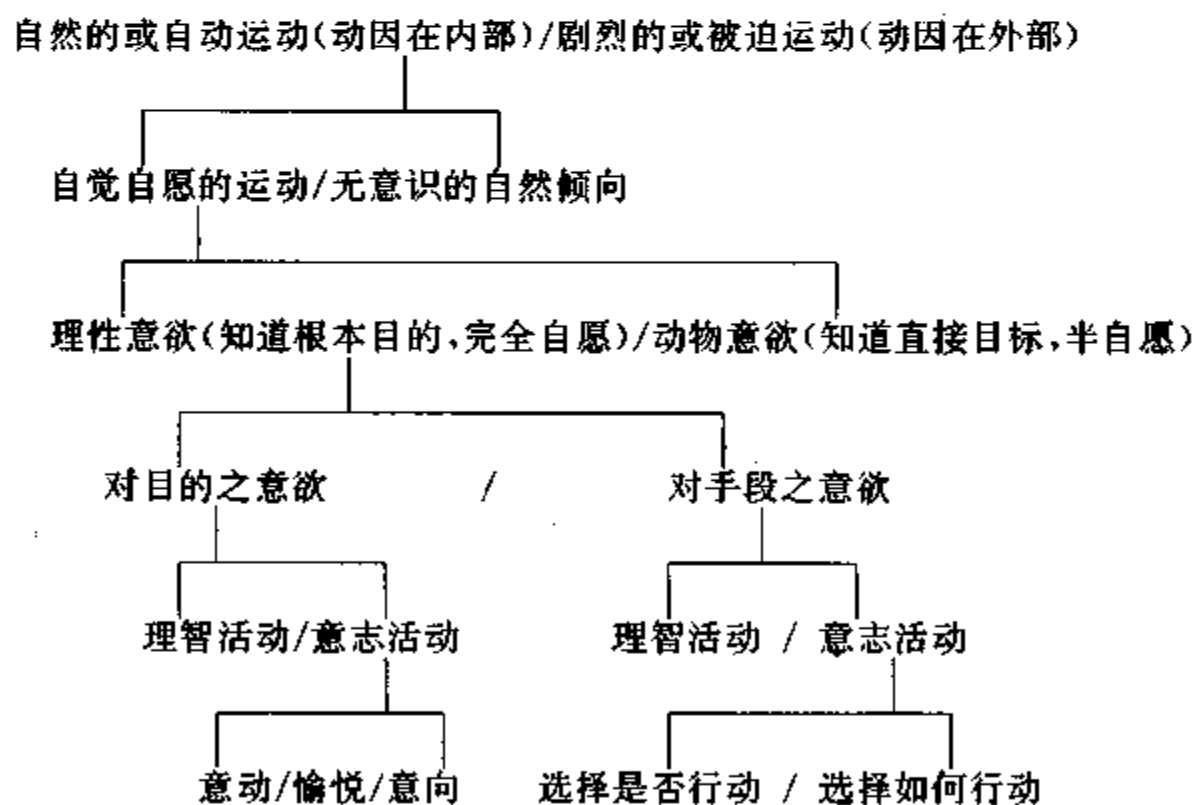 自然的或自动运动(动因在内部)/剧烈的或被迫运动(动因在外部)
自觉自愿的运动/无意识的自然倾向
理性意欲(知道根本目的,完全自愿)/动物意欲(知道直接目标,半自愿)
对目的之意欲 / 对手段之意欲
理智活动/意志活动 理智活动 / 意志活动
意动/愉悦/意向 选择是否行动 / 选择如何行动